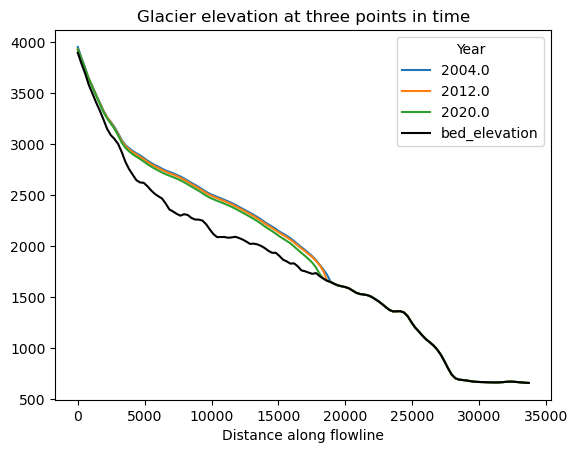 Glacier elevation at three points in time
4000
3500
3000
2500
2000
1500
1000
500
Year
2004.0
2012.0
2020.0
bed_elevation
0 5000 10000 15000 20000 25000 30000 35000
Distance along flowline